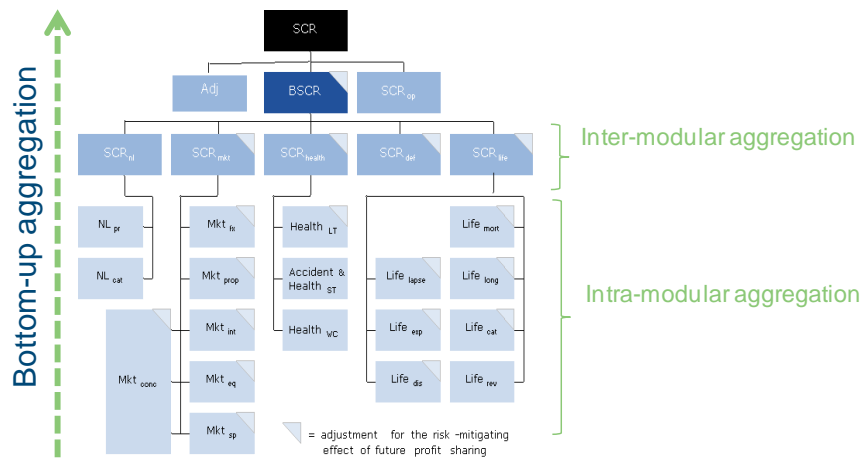 SCR
Adj
BSCR
SCR op
Bottom-up aggregation
SCR nl
SCR mkt
SCR health
SCR def
SCR life
Inter-modular aggregation
NL pr
Mkt fx
Health LT
Life mort
NL cat
Mkt prop
Accident &
Health ST
Life lapse
Life long
Intra-modular aggregation
Mkt conc
Mkt int
Health WC
Life exp
Life cat
Mkt eq
Life dis
Life rev
Mkt sp
= adjustment for the risk -mitigating
effect of future profit sharing